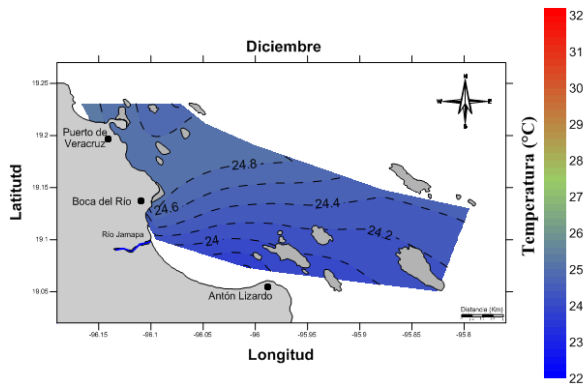 Diciembre
32
31
30
29
28
27
26
25
24
23
22
Temperatura (°C)
19.25
19.2
19.15
19.1
19.05
Latitutd
Puerto de
Veracruz
Boca del Río
Río Jamapa
Antón Lizardo
24.8
24.6
24.4
24.2
24
Distancia (Km)
-96.15
-96.1
-96.05
-96
-95.95
-95.9
-95.85
-95.8
Longitud